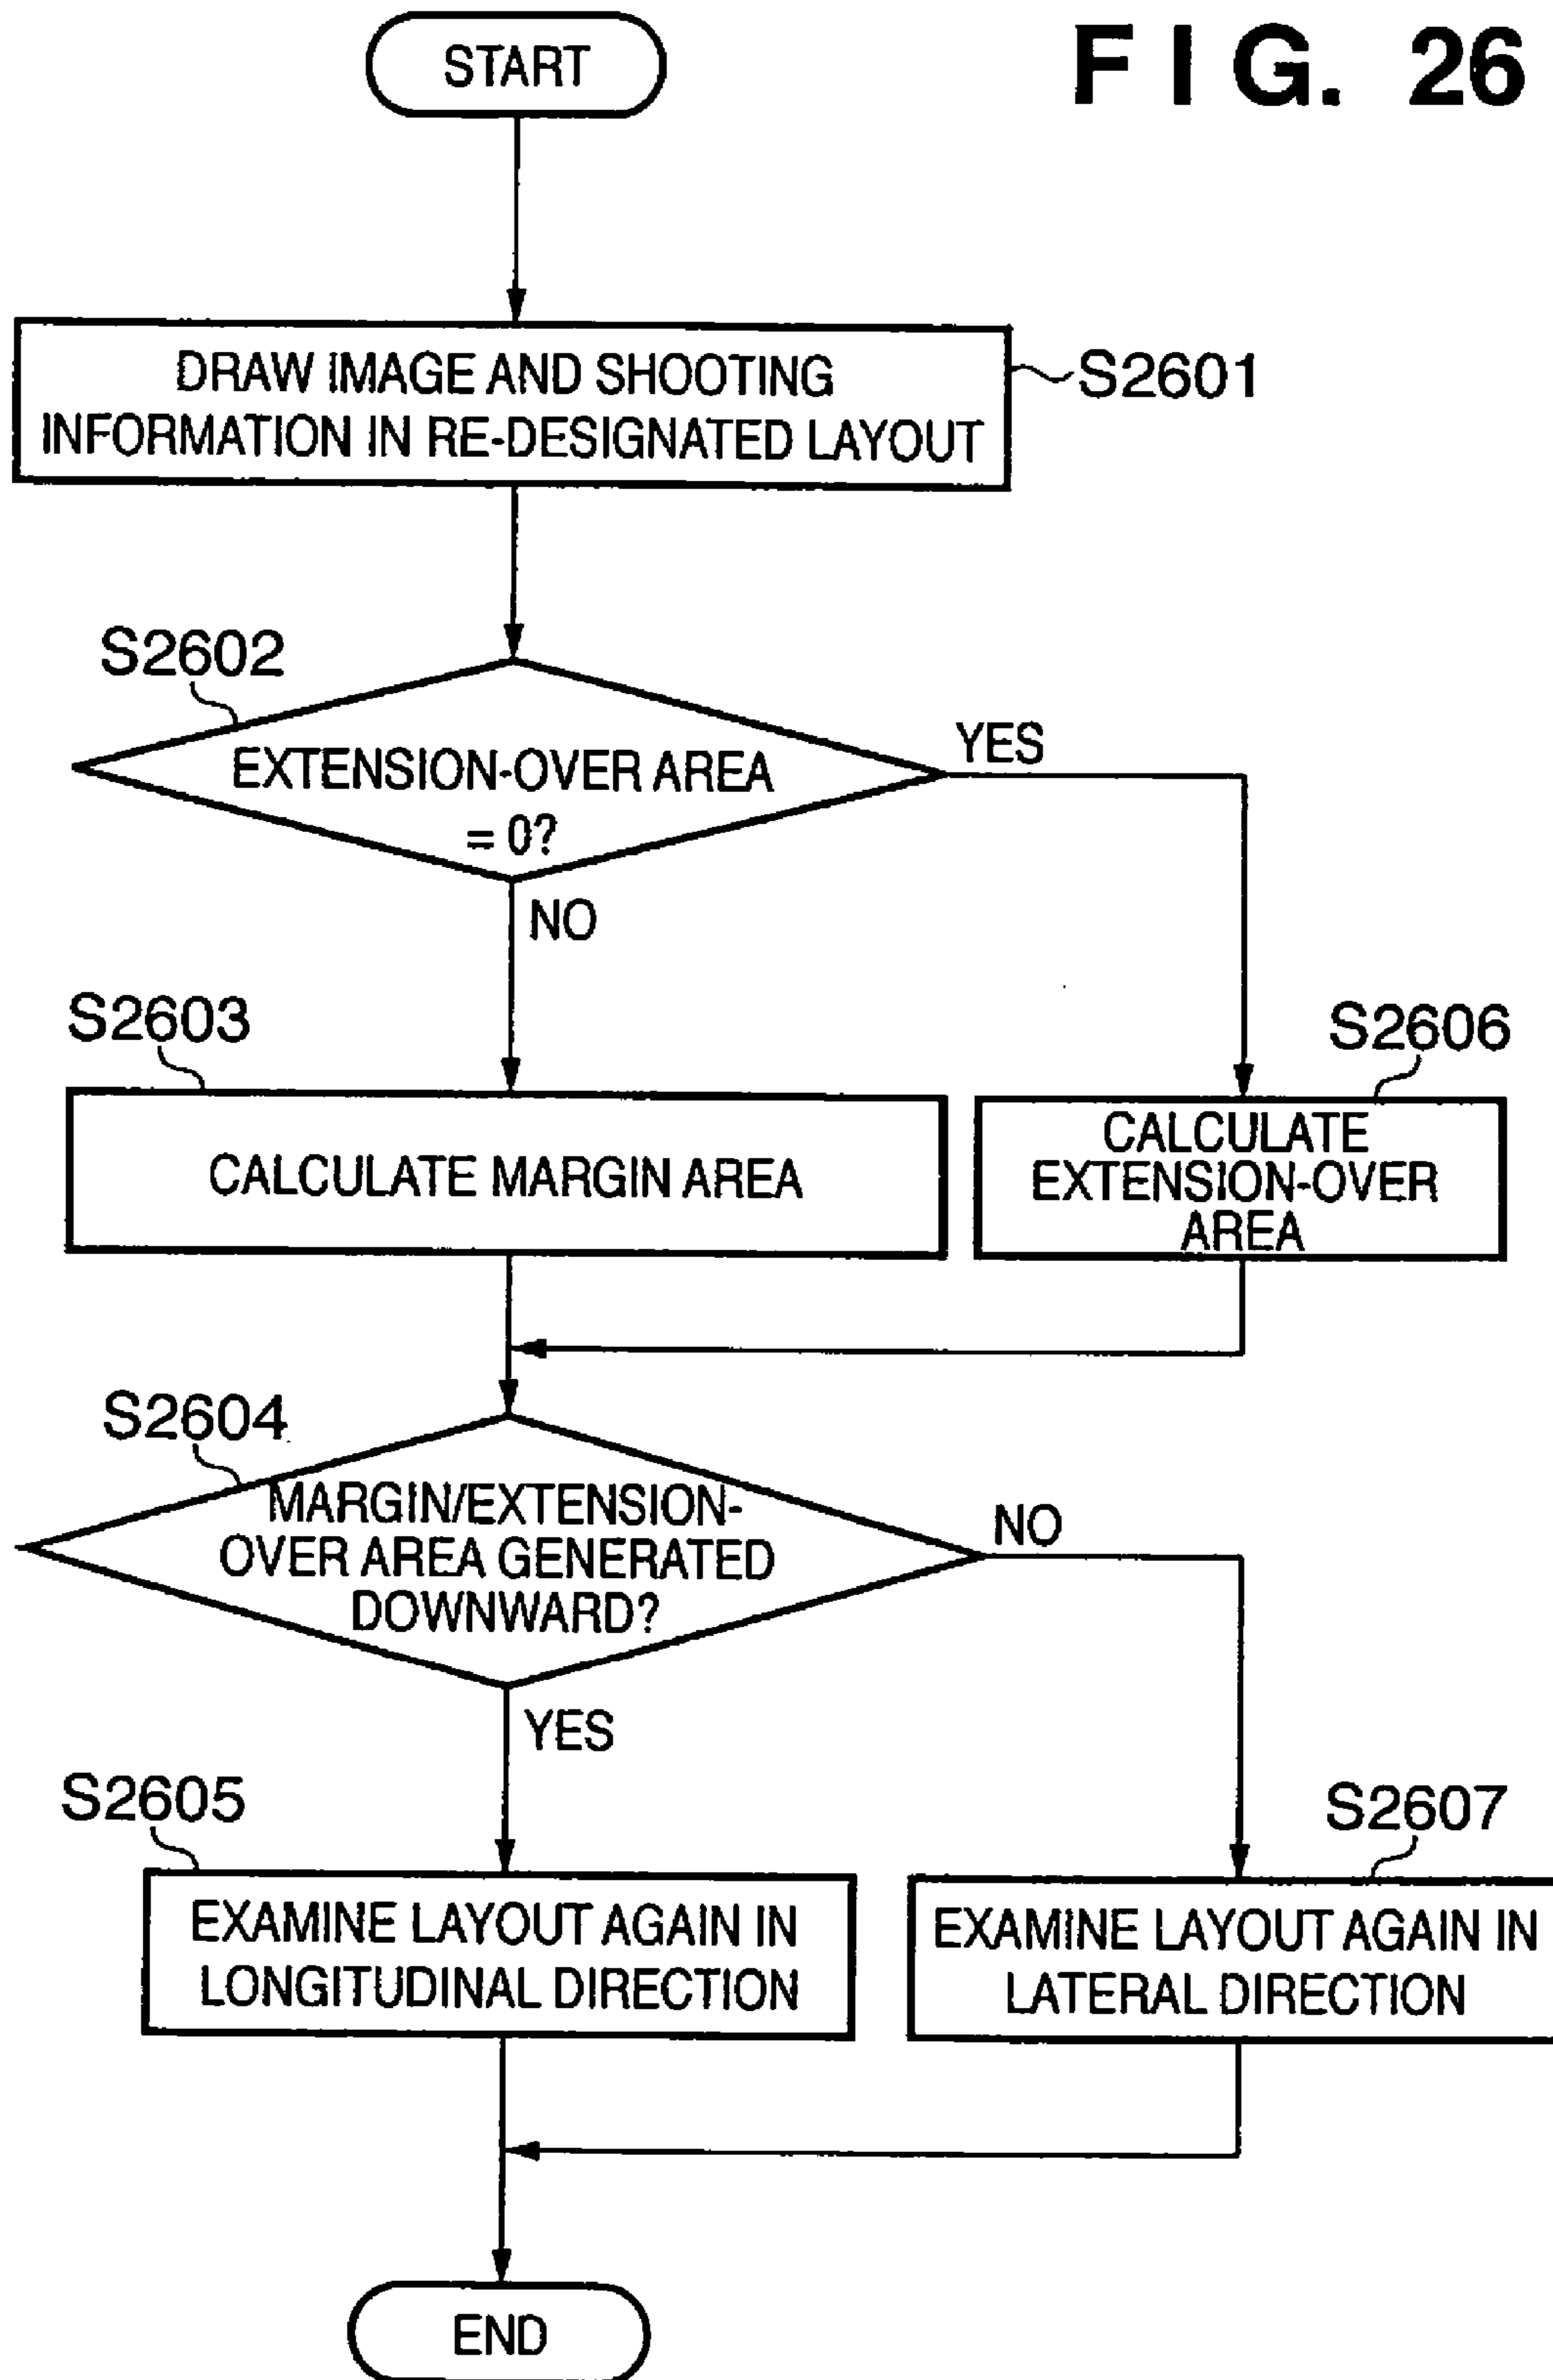 FIG. 26
START
DRAW IMAGE AND SHOOTING
INFORMATION IN RE-DESIGNATED LAYOUT
S2601
S2602
EXTENSION-OVER AREA
= 0?
YES
NO
S2603
CALCULATE MARGIN AREA
S2606
CALCULATE
EXTENSION-OVER
AREA
S2604
MARGIN/EXTENSION-
OVER AREA GENERATED
DOWNWARD?
NO
YES
S2605
EXAMINE LAYOUT AGAIN IN
LONGITUDINAL DIRECTION
S2607
EXAMINE LAYOUT AGAIN IN
LATERAL DIRECTION
END